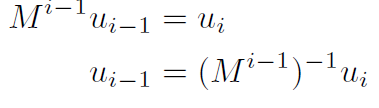 M^{i-1}u_{i-1} = u_i
u_{i-1} = (M^{i-1})^{-1}u_i